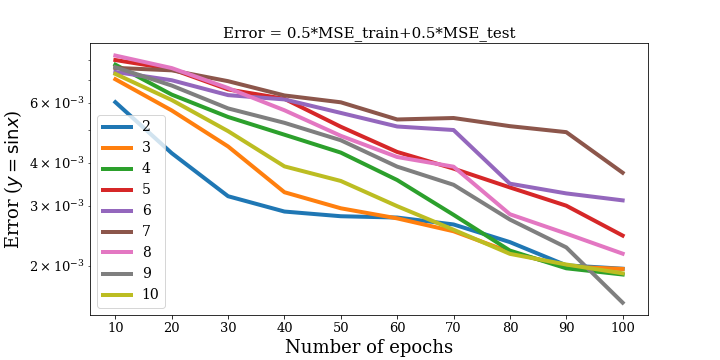 Error = 0.5*MSE_train+0.5*MSE_test
Error (y = sinx)
6 × 10⁻³
4 × 10⁻³
3 × 10⁻³
2 × 10⁻³
2
3
4
5
6
7
8
9
10
10 20 30 40 50 60 70 80 90 100
Number of epochs